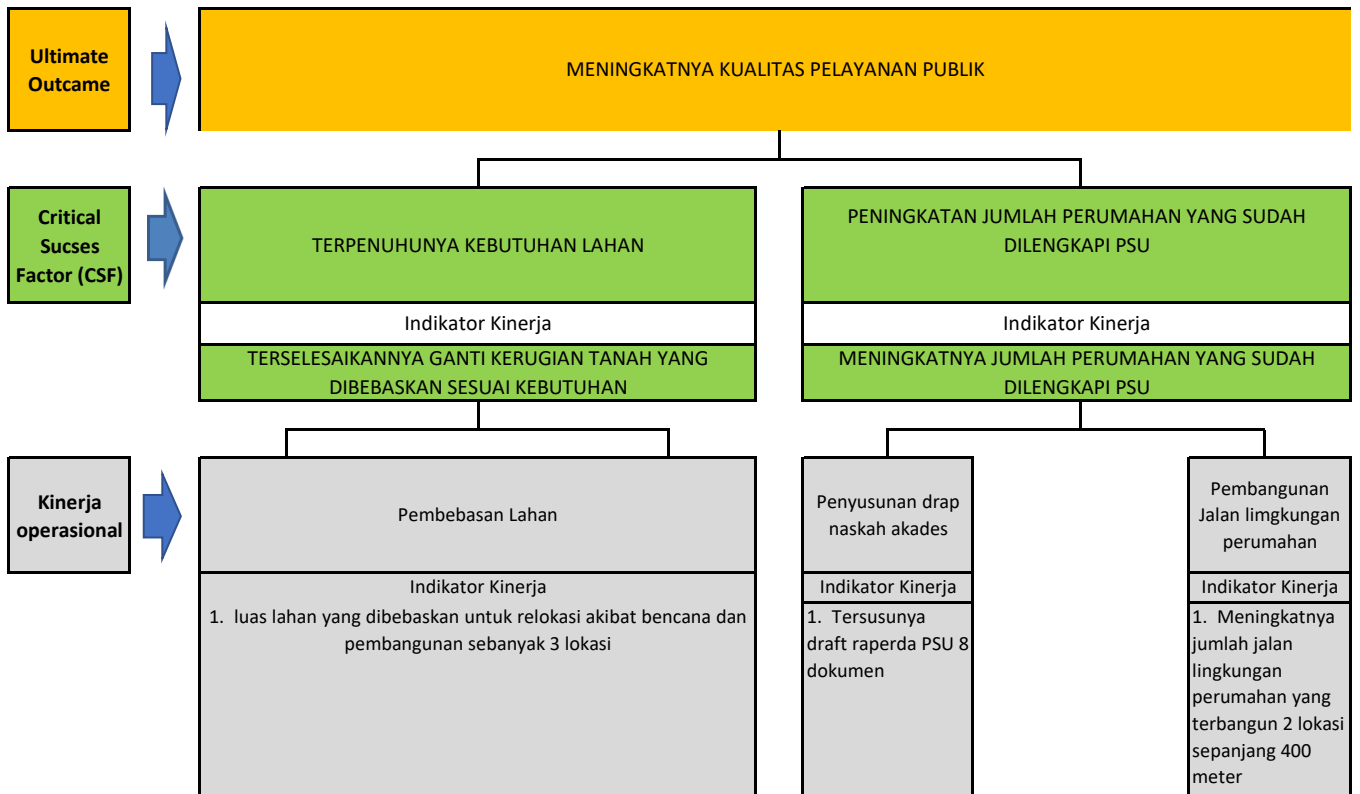 Ultimate
Outcame
MENINGKATNYA KUALITAS PELAYANAN PUBLIK
Critical
Sucses
Factor (CSF)
TERPENUHUNYA KEBUTUHAN LAHAN
PENINGKATAN JUMLAH PERUMAHAN YANG SUDAH
DILENGKAPI PSU
Indikator Kinerja
Indikator Kinerja
TERSELESAIKANNYA GANTI KERUGIAN TANAH YANG
DIBEBASKAN SESUAI KEBUTUHAN
MENINGKATNYA JUMLAH PERUMAHAN YANG SUDAH
DILENGKAPI PSU
Kinerja
operasional
Pembebasan Lahan
Penyusunan drap
naskah akades
Pembangunan
Jalan limgkungan
perumahan
Indikator Kinerja
Indikator Kinerja
Indikator Kinerja
1. luas lahan yang dibebaskan untuk relokasi akibat bencana dan
pembangunan sebanyak 3 lokasi
1. Tersusunya
draft raperda PSU 8
dokumen
1. Meningkatnya
jumlah jalan
lingkungan
perumahan yang
terbangun 2 lokasi
sepanjang 400
meter